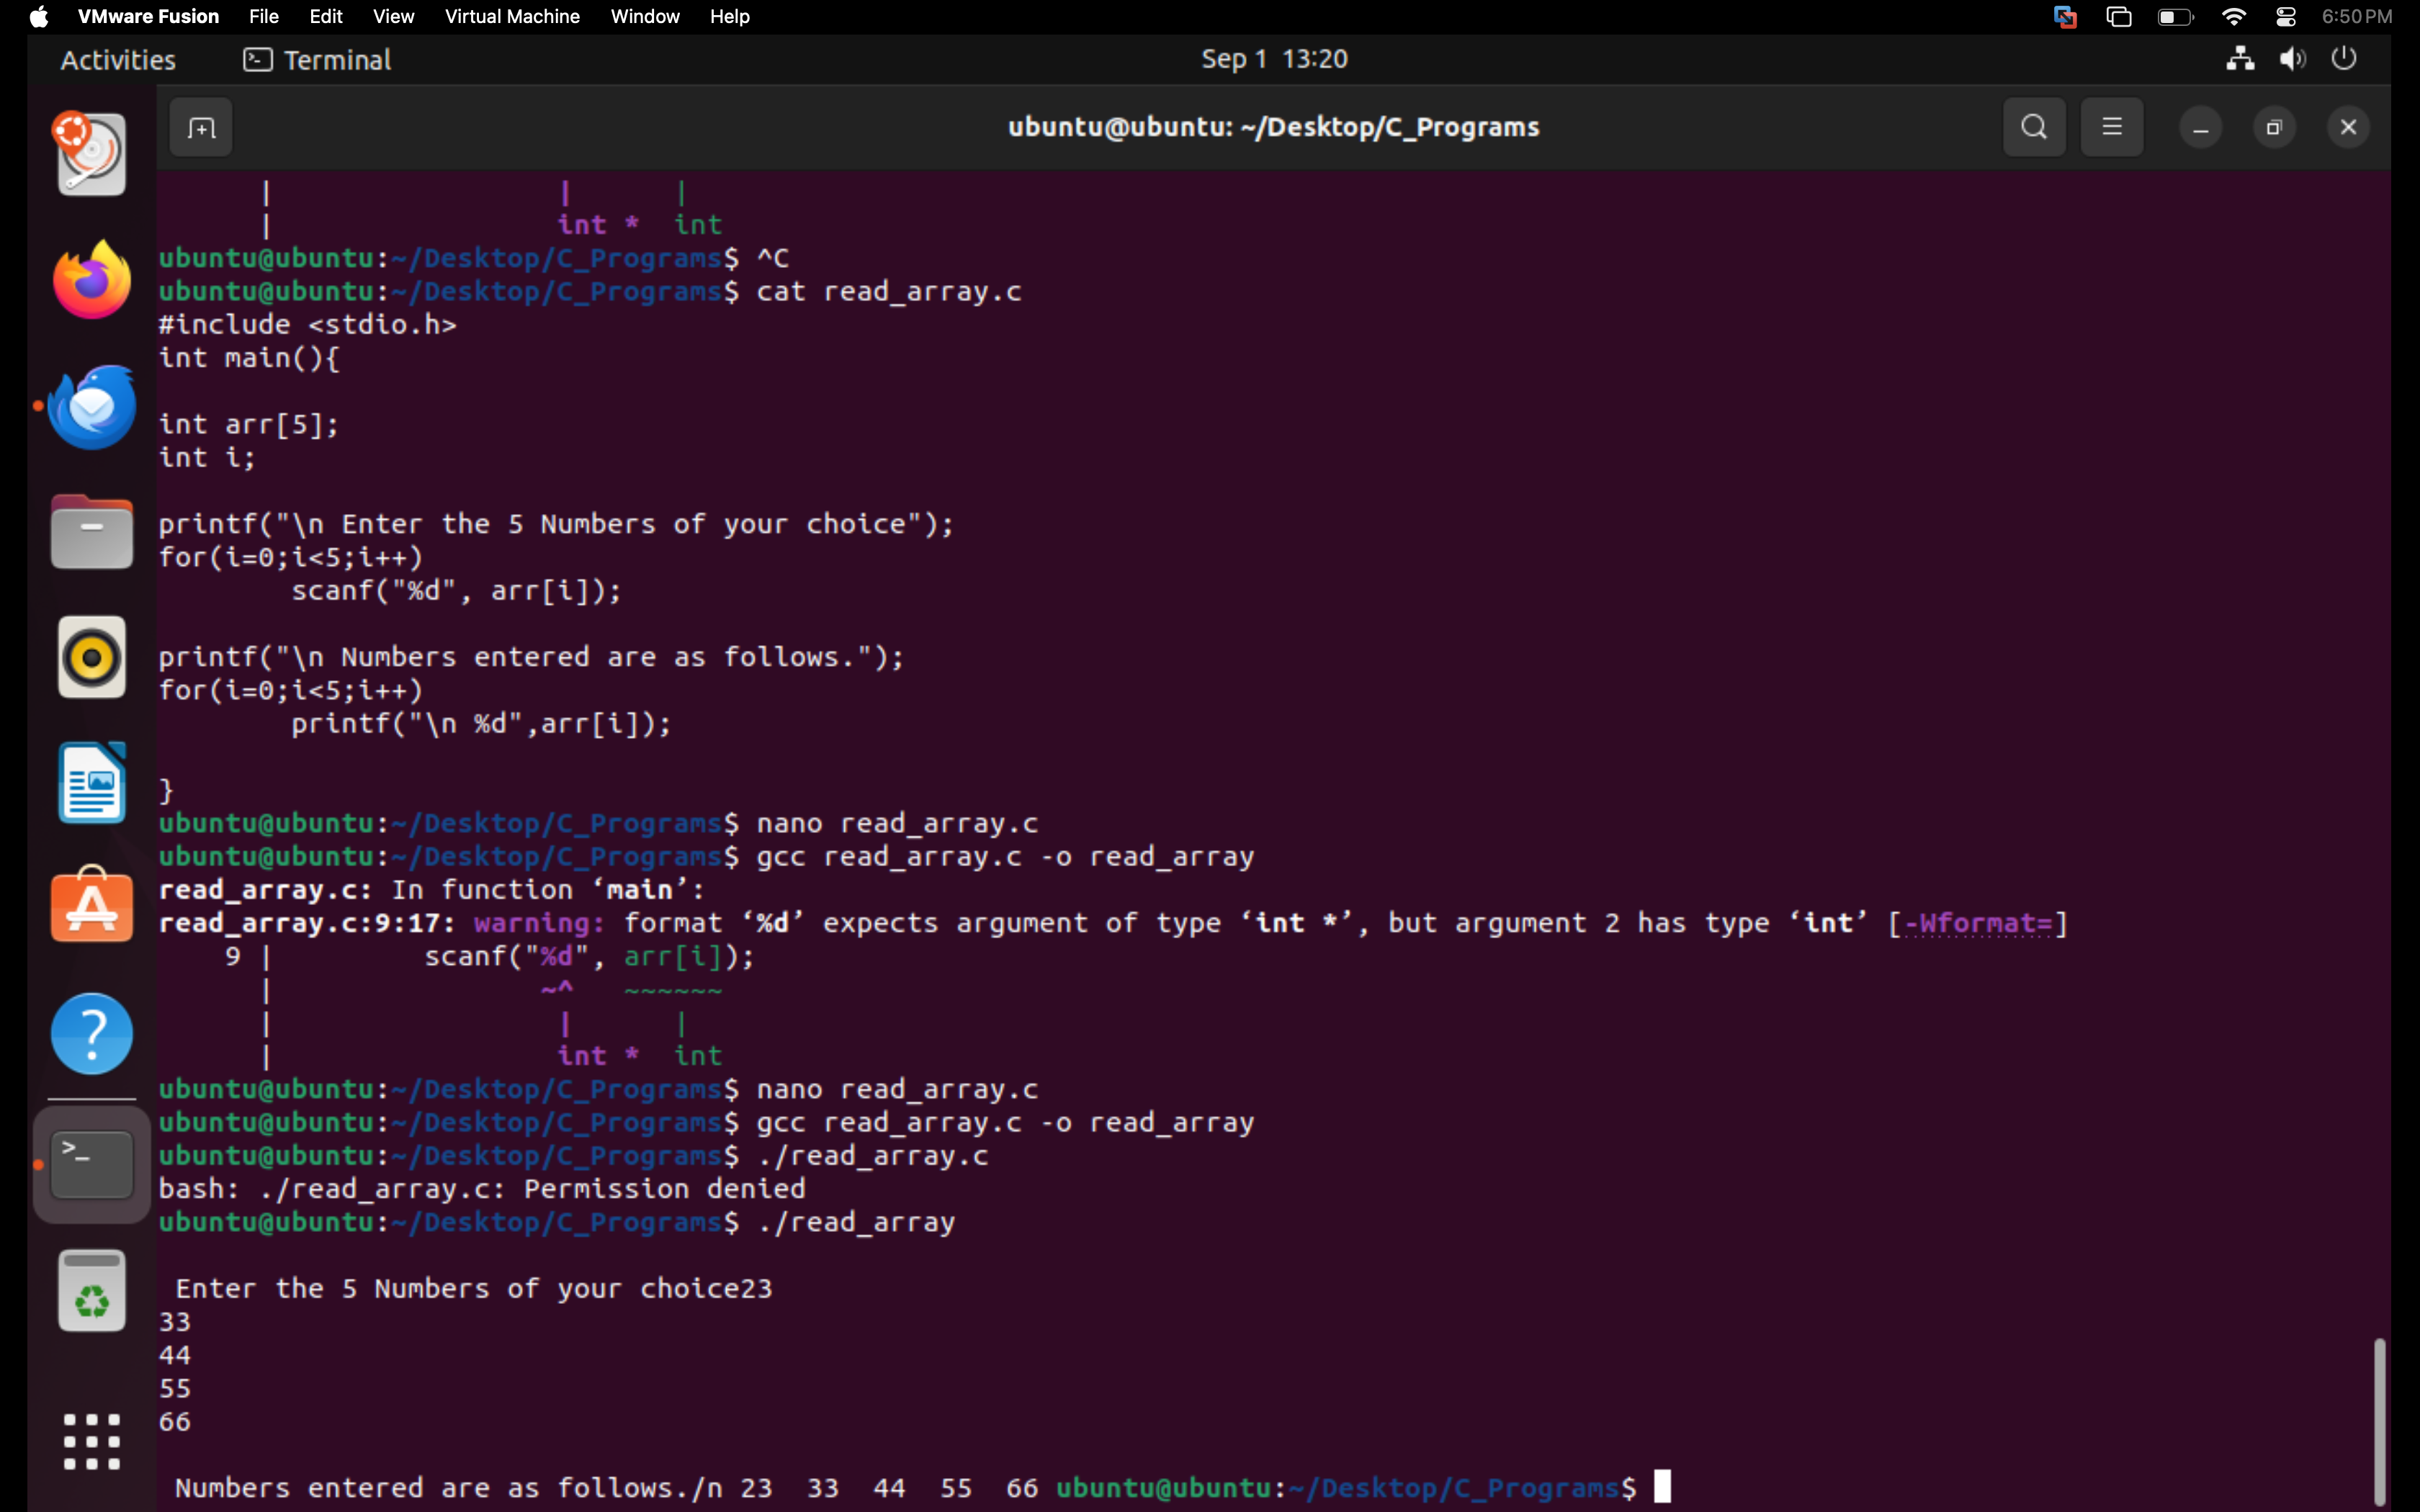 VMware Fusion File Edit View Virtual Machine Window Help 6:50 PM
Activities Terminal Sep 1 13:20
ubuntu@ubuntu: ~/Desktop/C_Programs
| | |
| int * int
ubuntu@ubuntu:~/Desktop/C_Programs$ ^C
ubuntu@ubuntu:~/Desktop/C_Programs$ cat read_array.c
#include <stdio.h>
int main(){
int arr[5];
int i;
printf("\n Enter the 5 Numbers of your choice");
for(i=0;i<5;i++)
scanf("%d", arr[i]);
printf("\n Numbers entered are as follows.");
for(i=0;i<5;i++)
printf("\n %d",arr[i]);
}
ubuntu@ubuntu:~/Desktop/C_Programs$ nano read_array.c
ubuntu@ubuntu:~/Desktop/C_Programs$ gcc read_array.c -o read_array
read_array.c: In function ‘main’:
read_array.c:9:17: warning: format ‘%d’ expects argument of type ‘int *’, but argument 2 has type ‘int’ [-Wformat=]
9 | scanf("%d", arr[i]);
| ~^ ~~~~~~
| | |
| int * int
ubuntu@ubuntu:~/Desktop/C_Programs$ nano read_array.c
ubuntu@ubuntu:~/Desktop/C_Programs$ gcc read_array.c -o read_array
ubuntu@ubuntu:~/Desktop/C_Programs$ ./read_array.c
bash: ./read_array.c: Permission denied
ubuntu@ubuntu:~/Desktop/C_Programs$ ./read_array
Enter the 5 Numbers of your choice23
33
44
55
66
Numbers entered are as follows./n 23 33 44 55 66 ubuntu@ubuntu:~/Desktop/C_Programs$